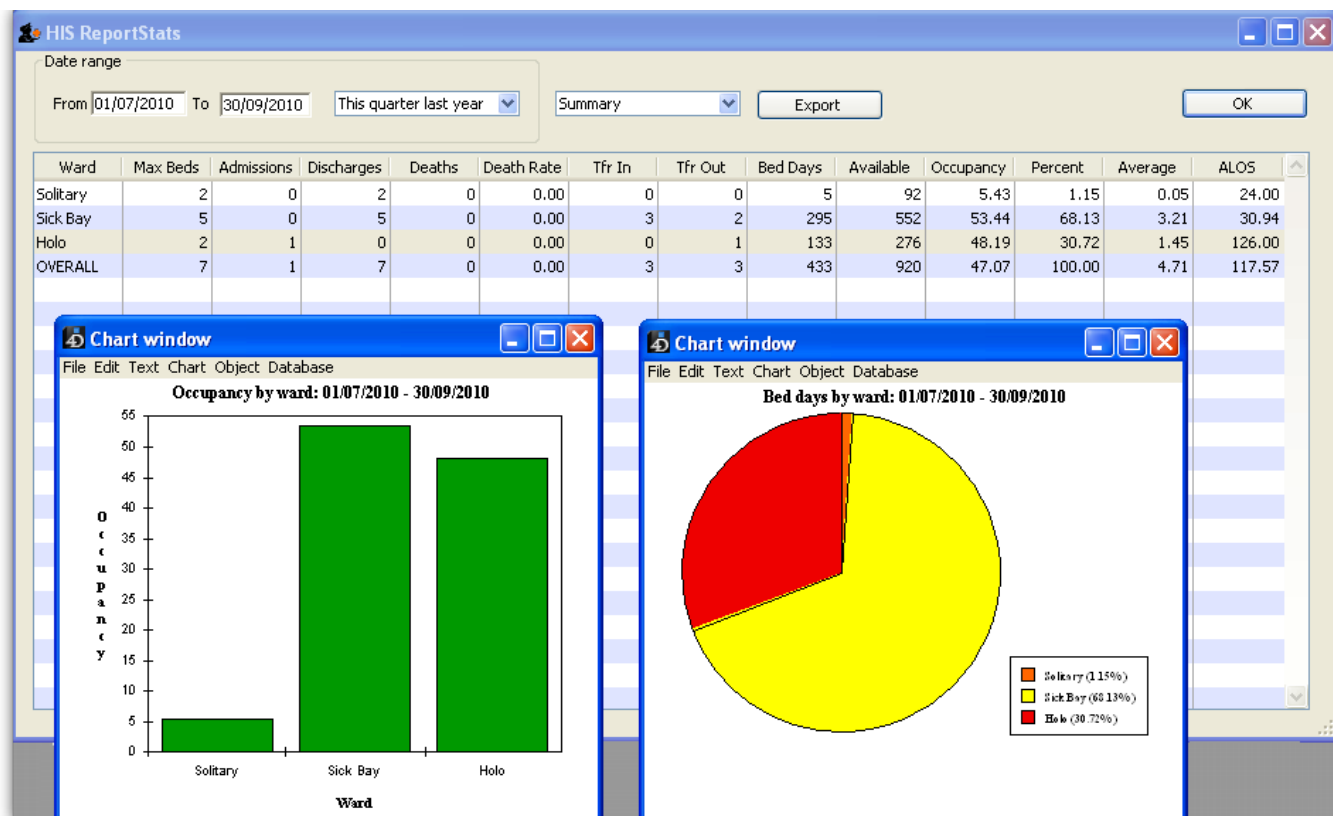 HIS ReportStats
Date range
From 01/07/2010 To 30/09/2010 This quarter last year Summary Export OK
Ward Max Beds Admissions Discharges Deaths Death Rate Tfr In Tfr Out Bed Days Available Occupancy Percent Average ALOS
Solitary 2 0 2 0 0.00 0 0 5 92 5.43 1.15 0.05 24.00
Sick Bay 5 0 5 0 0.00 3 2 295 552 53.44 68.13 3.21 30.94
Holo 2 1 0 0 0.00 0 1 133 276 48.19 30.72 1.45 126.00
OVERALL 7 1 7 0 0.00 3 3 433 920 47.07 100.00 4.71 117.57
Chart window
File Edit Text Chart Object Database
Occupancy by ward: 01/07/2010 - 30/09/2010
55
50
45
40
35
30
25
20
15
10
5
0
Occupancy
Solitary Sick Bay Holo
Ward
Chart window
File Edit Text Chart Object Database
Bed days by ward: 01/07/2010 - 30/09/2010
Solitary (1.15%)
Sick Bay (68.13%)
Holo (30.72%)